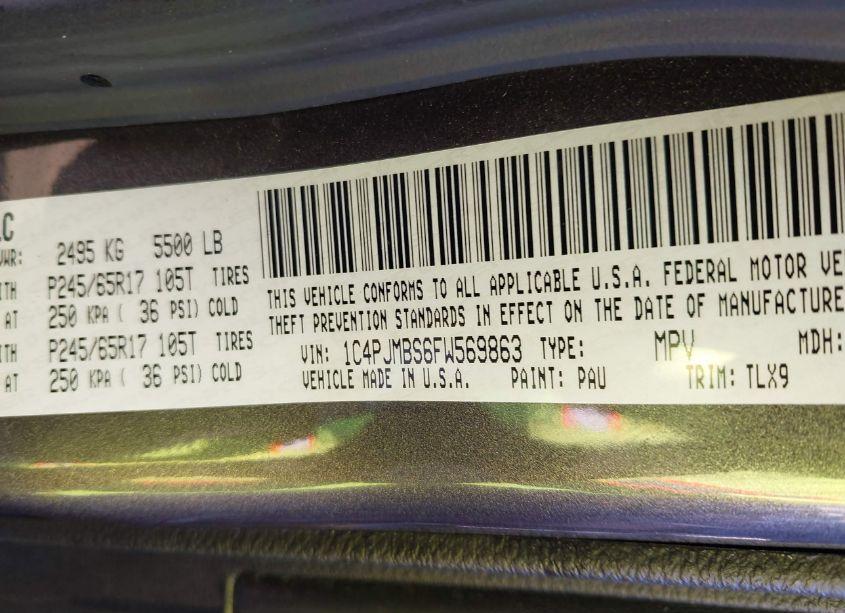 LC
VWR: 2495 KG 5500 LB
ITH P245/65R17 105T TIRES
AT 250 KPA ( 36 PSI) COLD
ITH P245/65R17 105T TIRES
AT 250 KPA ( 36 PSI) COLD
THIS VEHICLE CONFORMS TO ALL APPLICABLE U.S.A. FEDERAL MOTOR VE
THEFT PREVENTION STANDARDS IN EFFECT ON THE DATE OF MANUFACTURE
VIN: 1C4PJMBS6FW569863 TYPE: MPV MDH:
VEHICLE MADE IN U.S.A. PAINT: PAU TRIM: TLX9